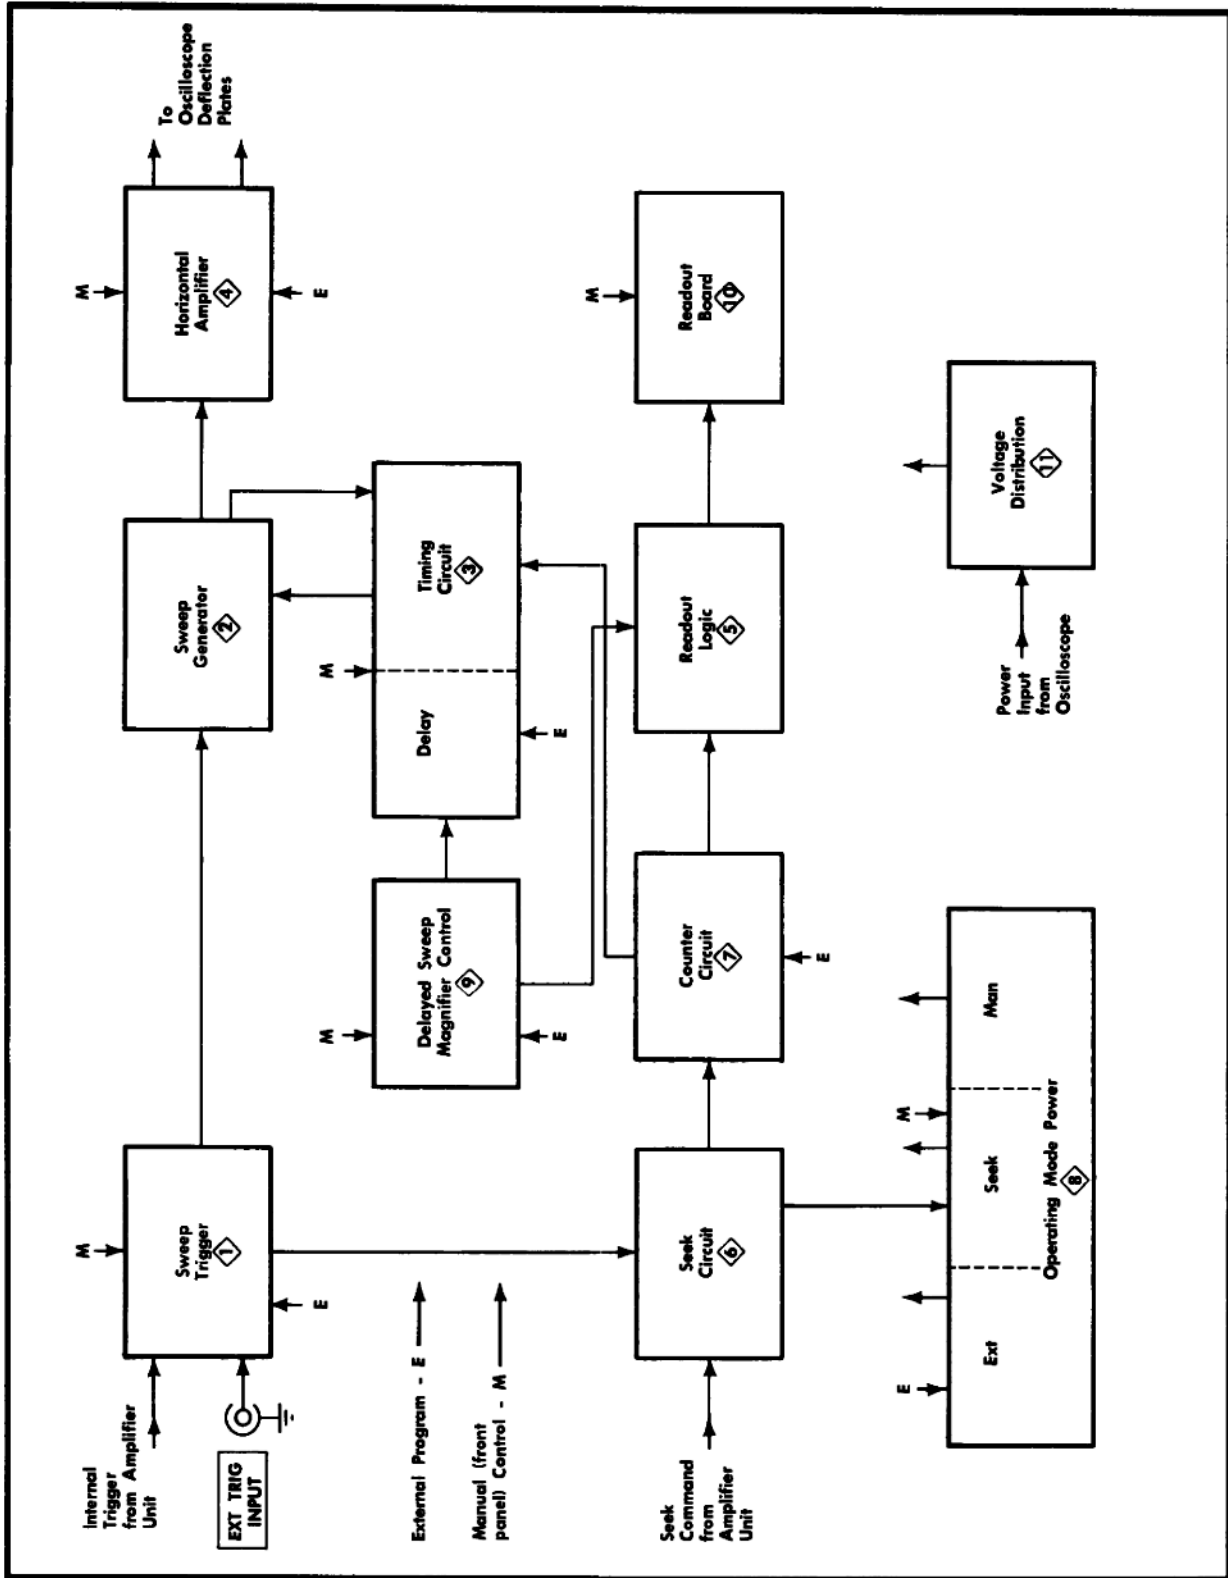 Internal
Trigger
from Amplifier
Unit
EXT TRIG
INPUT
M
Sweep
Trigger
1
E
Sweep
Generator
2
M
Horizontal
Amplifier
4
E
To
Oscilloscope
Deflection
Plates
External Program - E
Manual (front
panel) Control - M
M
Delayed Sweep
Magnifier Control
9
E
M
Delay
Timing
Circuit
3
E
Seek
Command
from
Amplifier
Unit
Seek
Circuit
6
Counter
Circuit
7
E
Readout
Logic
5
M
Readout
Board
10
E
M
Ext
Seek
Man
Operating Mode Power
8
Power
Input
from
Oscilloscope
Voltage
Distribution
11